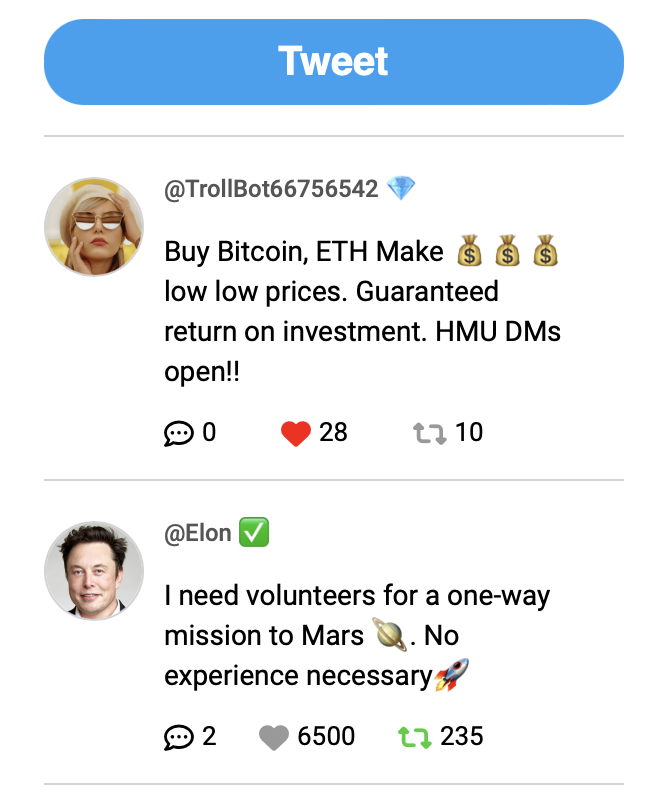 Tweet
@TrollBot66756542 💎
Buy Bitcoin, ETH Make 💰 💰 💰
low low prices. Guaranteed
return on investment. HMU DMs
open!!
0 28 10
@Elon ✅
I need volunteers for a one-way
mission to Mars 🪐. No
experience necessary🚀
2 6500 235